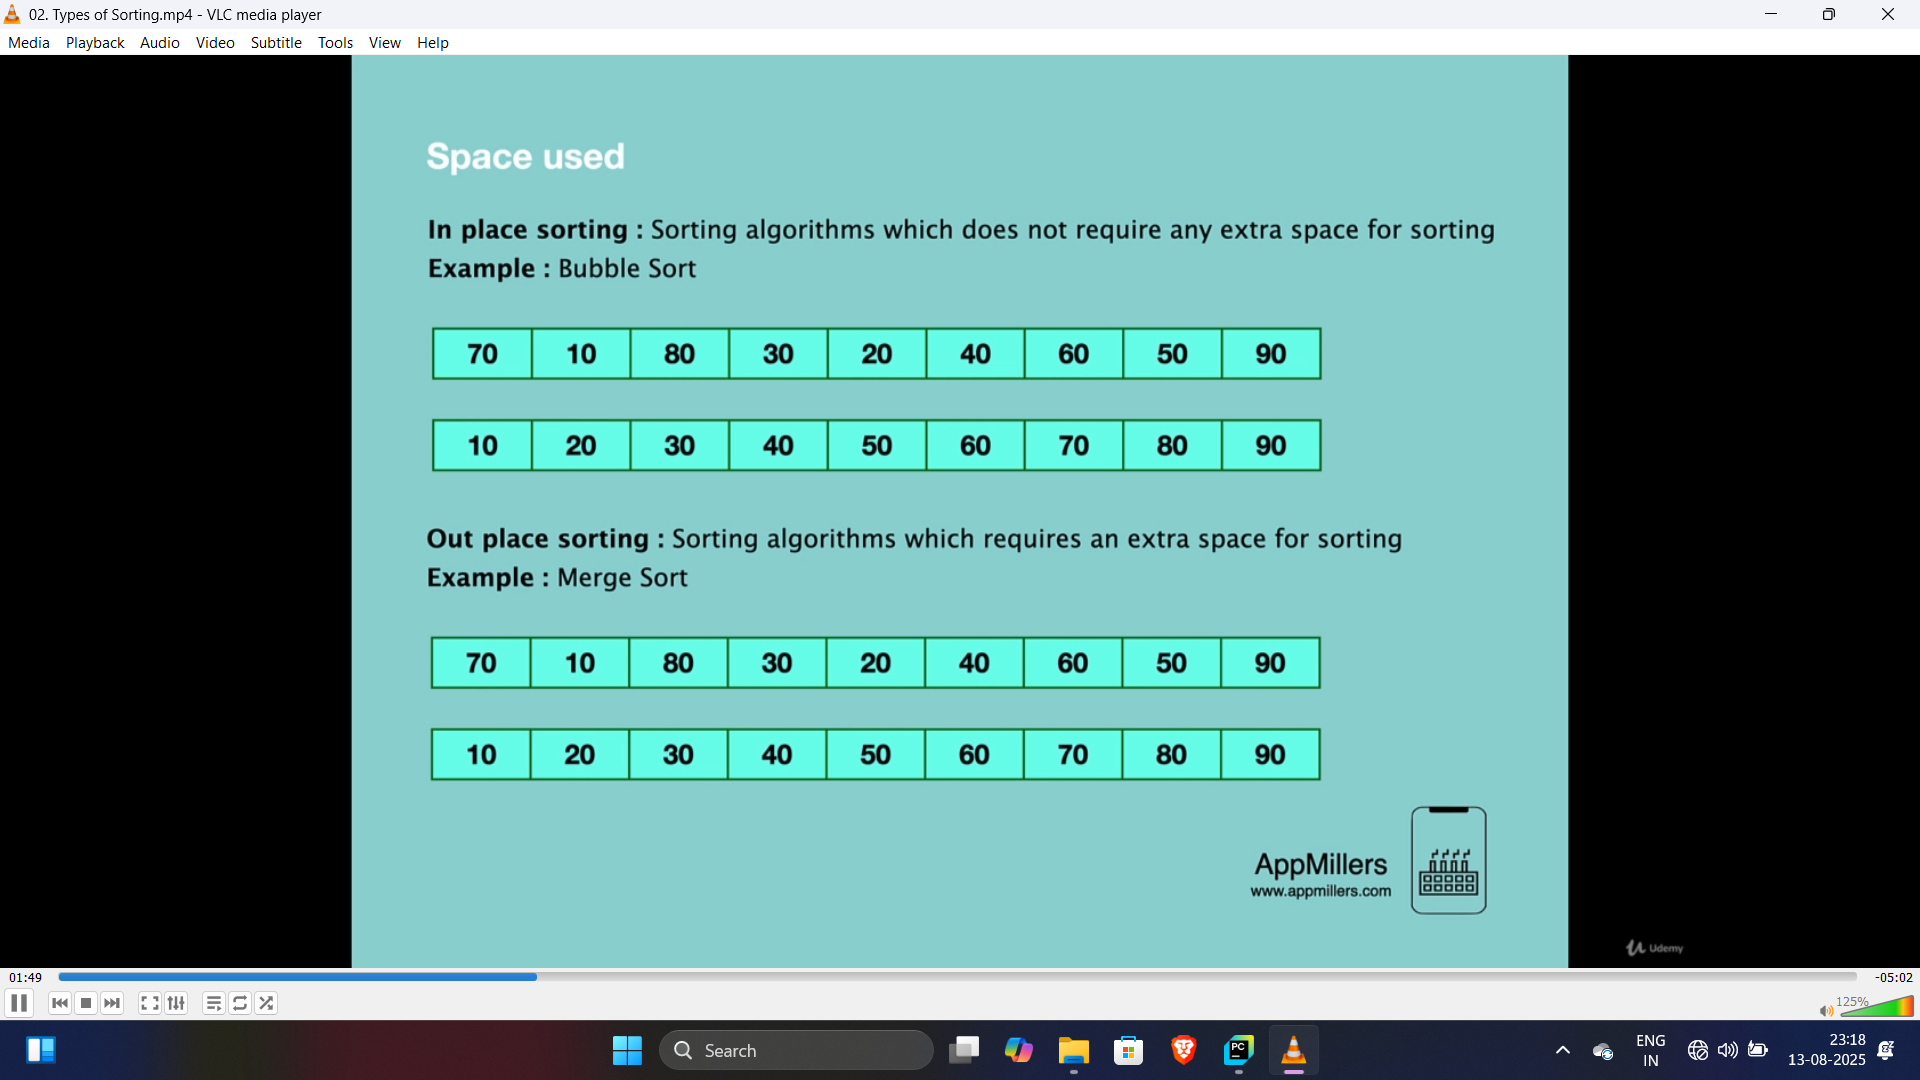 02. Types of Sorting.mp4 - VLC media player
Media Playback Audio Video Subtitle Tools View Help
Space used
In place sorting : Sorting algorithms which does not require any extra space for sorting
Example : Bubble Sort
70 10 80 30 20 40 60 50 90
10 20 30 40 50 60 70 80 90
Out place sorting : Sorting algorithms which requires an extra space for sorting
Example : Merge Sort
70 10 80 30 20 40 60 50 90
10 20 30 40 50 60 70 80 90
AppMillers
www.appmillers.com
Udemy
01:49 -05:02
125%
Search
PC
ENG
IN
23:18
13-08-2025